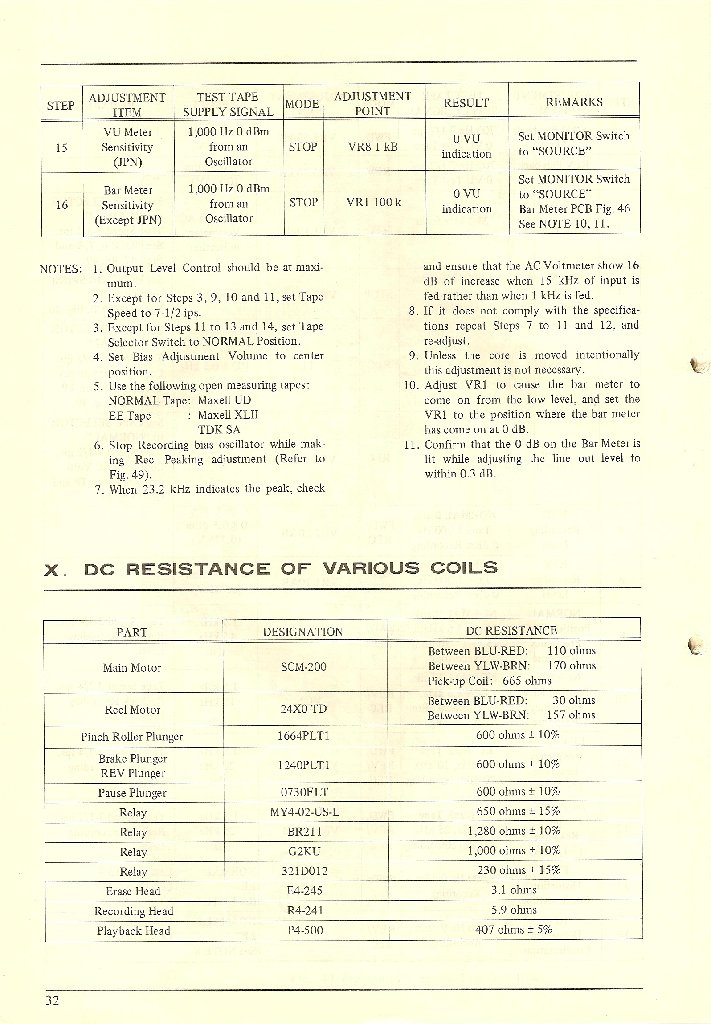 STEP ADJUSTMENT ITEM TEST TAPE SUPPLY SIGNAL MODE ADJUSTMENT POINT RESULT REMARKS
15 VU Meter Sensitivity (JPN) 1,000 Hz 0 dBm from an Oscillator STOP VR8 1 kB 0 VU indication Set MONITOR Switch to "SOURCE"
16 Bar Meter Sensitivity (Except JPN) 1,000 Hz 0 dBm from an Oscillator STOP VR1 100 k 0 VU indication Set MONITOR Switch to "SOURCE" Bar Meter PCB Fig. 46 See NOTE 10, 11.
NOTES: 1. Output Level Control should be at maxi-
mum.
2. Except for Steps 3, 9, 10 and 11, set Tape
Speed to 7-1/2 ips.
3. Except for Steps 11 to 13 and 14, set Tape
Selector Switch to NORMAL Position.
4. Set Bias Adjustment Volume to center
position.
5. Use the following open measuring tapes:
NORMAL Tape: Maxell UD
EE Tape : Maxell XLII
TDK SA
6. Stop Recording bias oscillator while mak-
ing Rec Peaking adjustment (Refer to
Fig. 49).
7. When 23.2 kHz indicates the peak, check
and ensure that the AC Voltmeter show 16
dB of increase when 15 kHz of input is
fed rather than when 1 kHz is fed.
8. If it does not comply with the specifica-
tions repeat Steps 7 to 11 and 12, and
re-adjust.
9. Unless the core is moved intentionally
this adjustment is not necessary.
10. Adjust VR1 to cause the bar meter to
come on from the low level, and set the
VR1 to the position where the bar meter
has come on at 0 dB.
11. Confirm that the 0 dB on the Bar Meter is
lit while adjusting the line out level to
within 0.3 dB.
X. DC RESISTANCE OF VARIOUS COILS
PART DESIGNATION DC RESISTANCE
Main Motor SCM-200 Between BLU-RED: 110 ohms
Between YLW-BRN: 170 ohms
Pick-up Coil: 665 ohms
Reel Motor 24X0 TD Between BLU-RED: 30 ohms
Between YLW-BRN: 157 ohms
Pinch Roller Plunger 1664PLT1 600 ohms ± 10%
Brake Plunger
REV Plunger 1240PLT1 600 ohms ± 10%
Pause Plunger 0730PLT 600 ohms ± 10%
Relay MY4-02-US-L 650 ohms ± 15%
Relay BR211 1,280 ohms ± 10%
Relay G2KU 1,000 ohms ± 10%
Relay 321D012 230 ohms ± 15%
Erase Head E4-245 3.1 ohms
Recording Head R4-241 5.9 ohms
Playback Head P4-500 407 ohms ± 5%
32